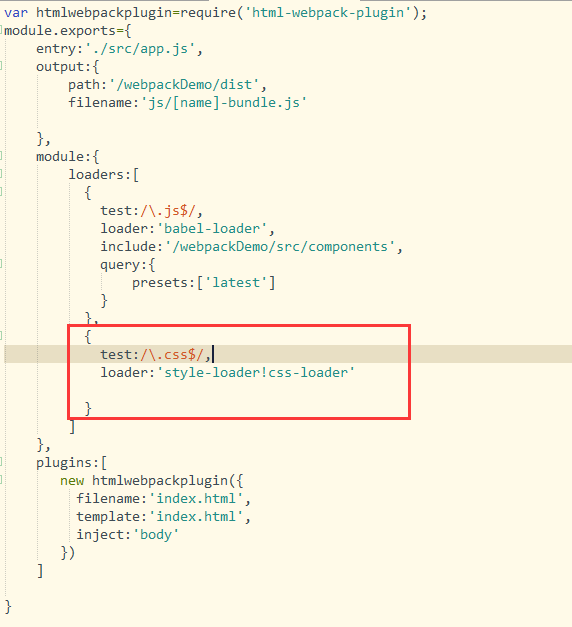 var htmlwebpackplugin=require('html-webpack-plugin');
module.exports={
    entry:'./src/app.js',
    output:{
        path:'/webpackDemo/dist',
        filename:'js/[name]-bundle.js'
    },
    module:{
        loaders:[
          {
            test:/\.js$/,
            loader:'babel-loader',
            include:'/webpackDemo/src/components',
            query:{
                presets:['latest']
            }
          },
          {
            test:/\.css$/,
            loader:'style-loader!css-loader'
          }
        ]
    },
    plugins:[
       new htmlwebpackplugin({
         filename:'index.html',
         template:'index.html',
         inject:'body'
       })
    ]
}